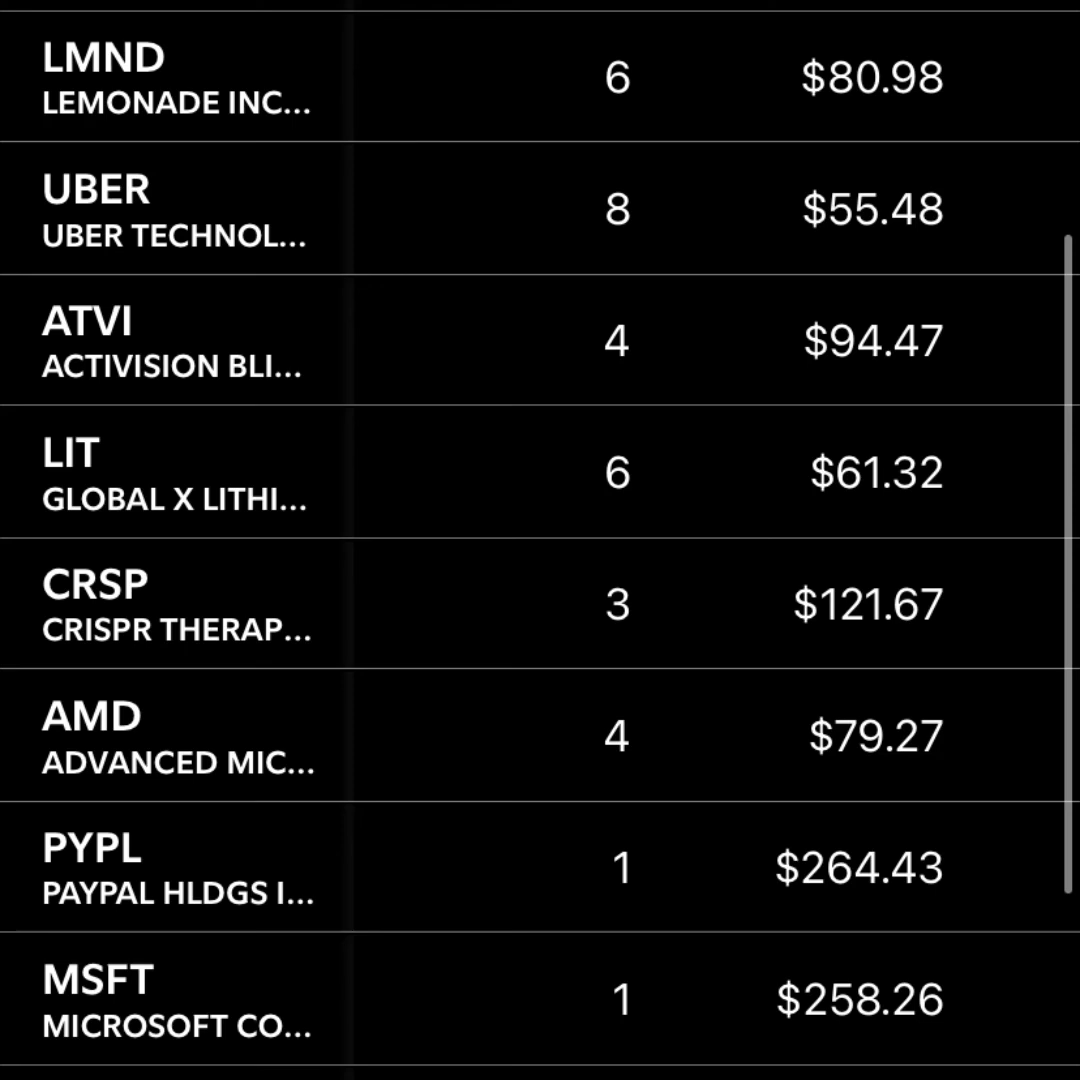 LMND 6 $80.98
LEMONADE INC...
UBER 8 $55.48
UBER TECHNOL...
ATVI 4 $94.47
ACTIVISION BLI...
LIT 6 $61.32
GLOBAL X LITHI...
CRSP 3 $121.67
CRISPR THERAP...
AMD 4 $79.27
ADVANCED MIC...
PYPL 1 $264.43
PAYPAL HLDGS I...
MSFT 1 $258.26
MICROSOFT CO...